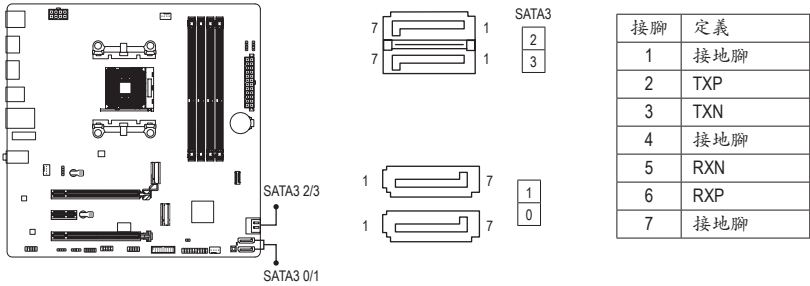 SATA3 2/3
SATA3 0/1
SATA3
7 1
2
7 1
3
1 7
1
1 7
0
接腳 定義
1 接地腳
2 TXP
3 TXN
4 接地腳
5 RXN
6 RXP
7 接地腳